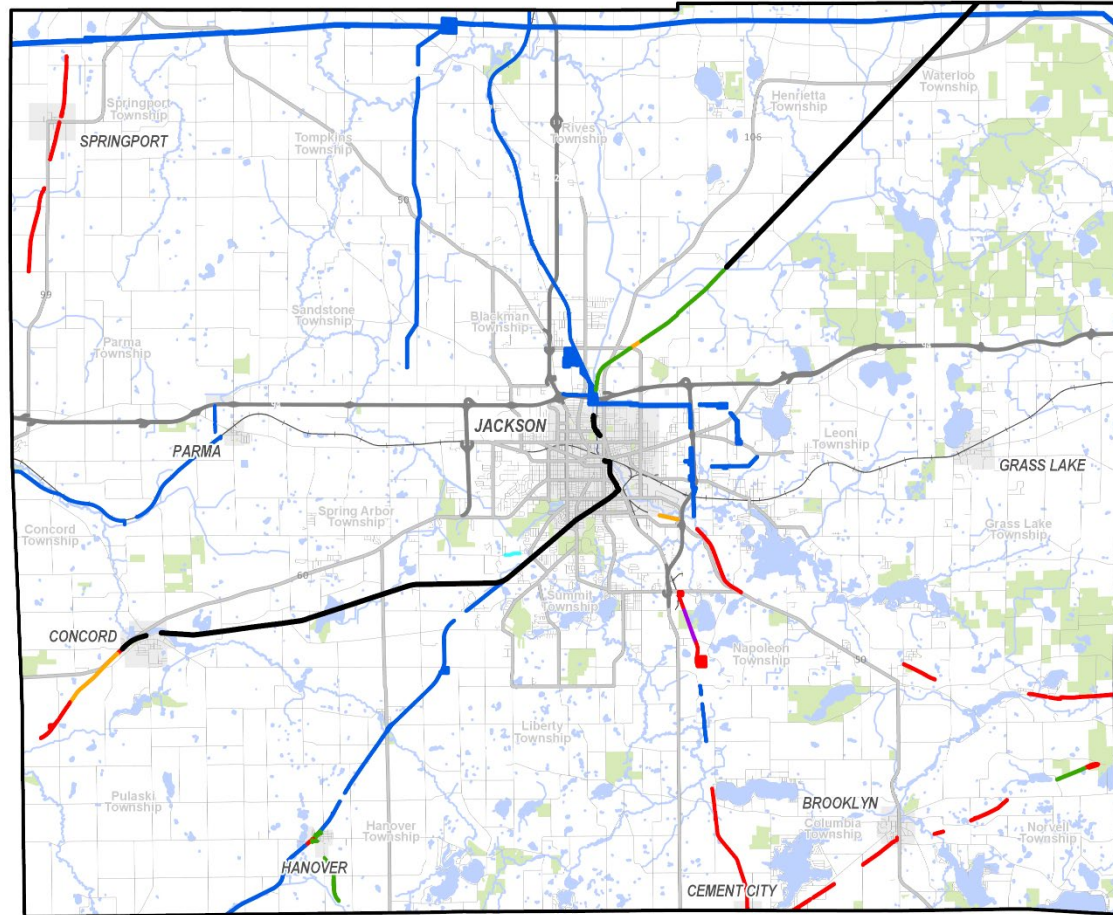 Waterloo
Township
Springport
Township
Henrietta
Township
SPRINGPORT
Tompkins
Township
Rives
Township
106
50
99
Sandstone
Township
Blackman
Township
Parma
Township
JACKSON
PARMA
Leoni
Township
GRASS LAKE
Concord
Township
Spring Arbor
Township
Grass Lake
Township
60
Summit
Township
CONCORD
Napoleon
Township
50
Liberty
Township
Pulaski
Township
Hanover
Township
BROOKLYN
Columbia
Township
Norvell
Township
HANOVER
CEMENT CITY